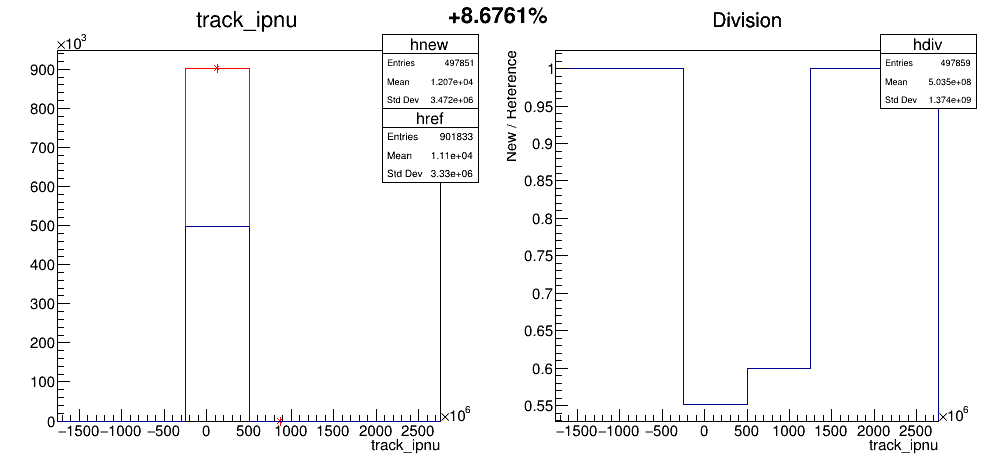 +8.6761%
track_ipnu
×10³
hnew
Entries 497851
Mean 1.207e+04
Std Dev 3.472e+06
href
Entries 901833
Mean 1.11e+04
Std Dev 3.33e+06
900
800
700
600
500
400
300
200
100
0
−1500 −1000 −500 0 500 1000 1500 2000 2500
×10⁶
track_ipnu
Division
hdiv
Entries 497859
Mean 5.035e+08
Std Dev 1.374e+09
New / Reference
1
0.95
0.9
0.85
0.8
0.75
0.7
0.65
0.6
0.55
−1500 −1000 −500 0 500 1000 1500 2000 2500
×10⁶
track_ipnu